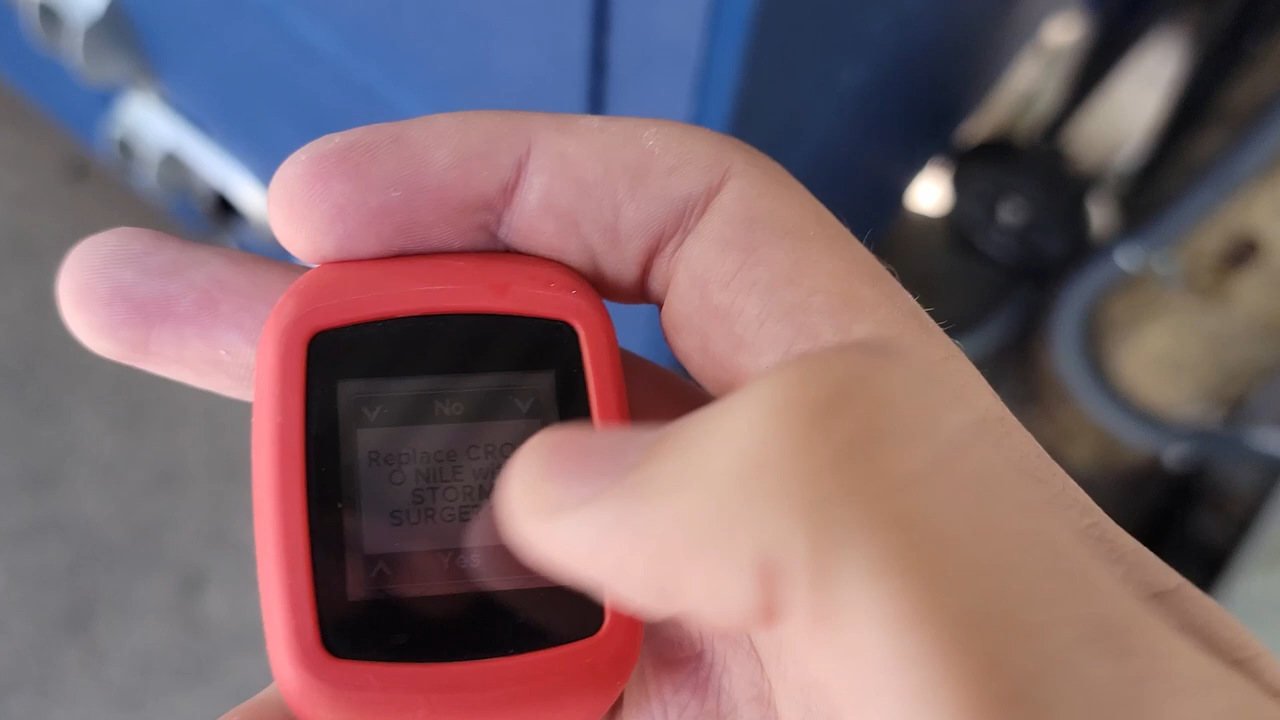 No
Replace CRO
O NILE wi
STORM
SURGE
Yes